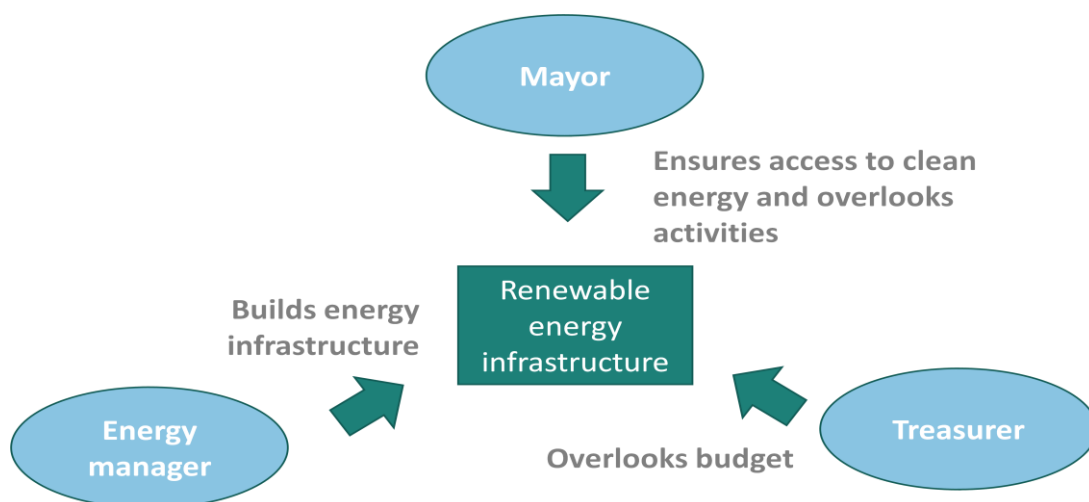 Mayor
Ensures access to clean
energy and overlooks
activities
Renewable
energy
infrastructure
Builds energy
infrastructure
Energy
manager
Treasurer
Overlooks budget